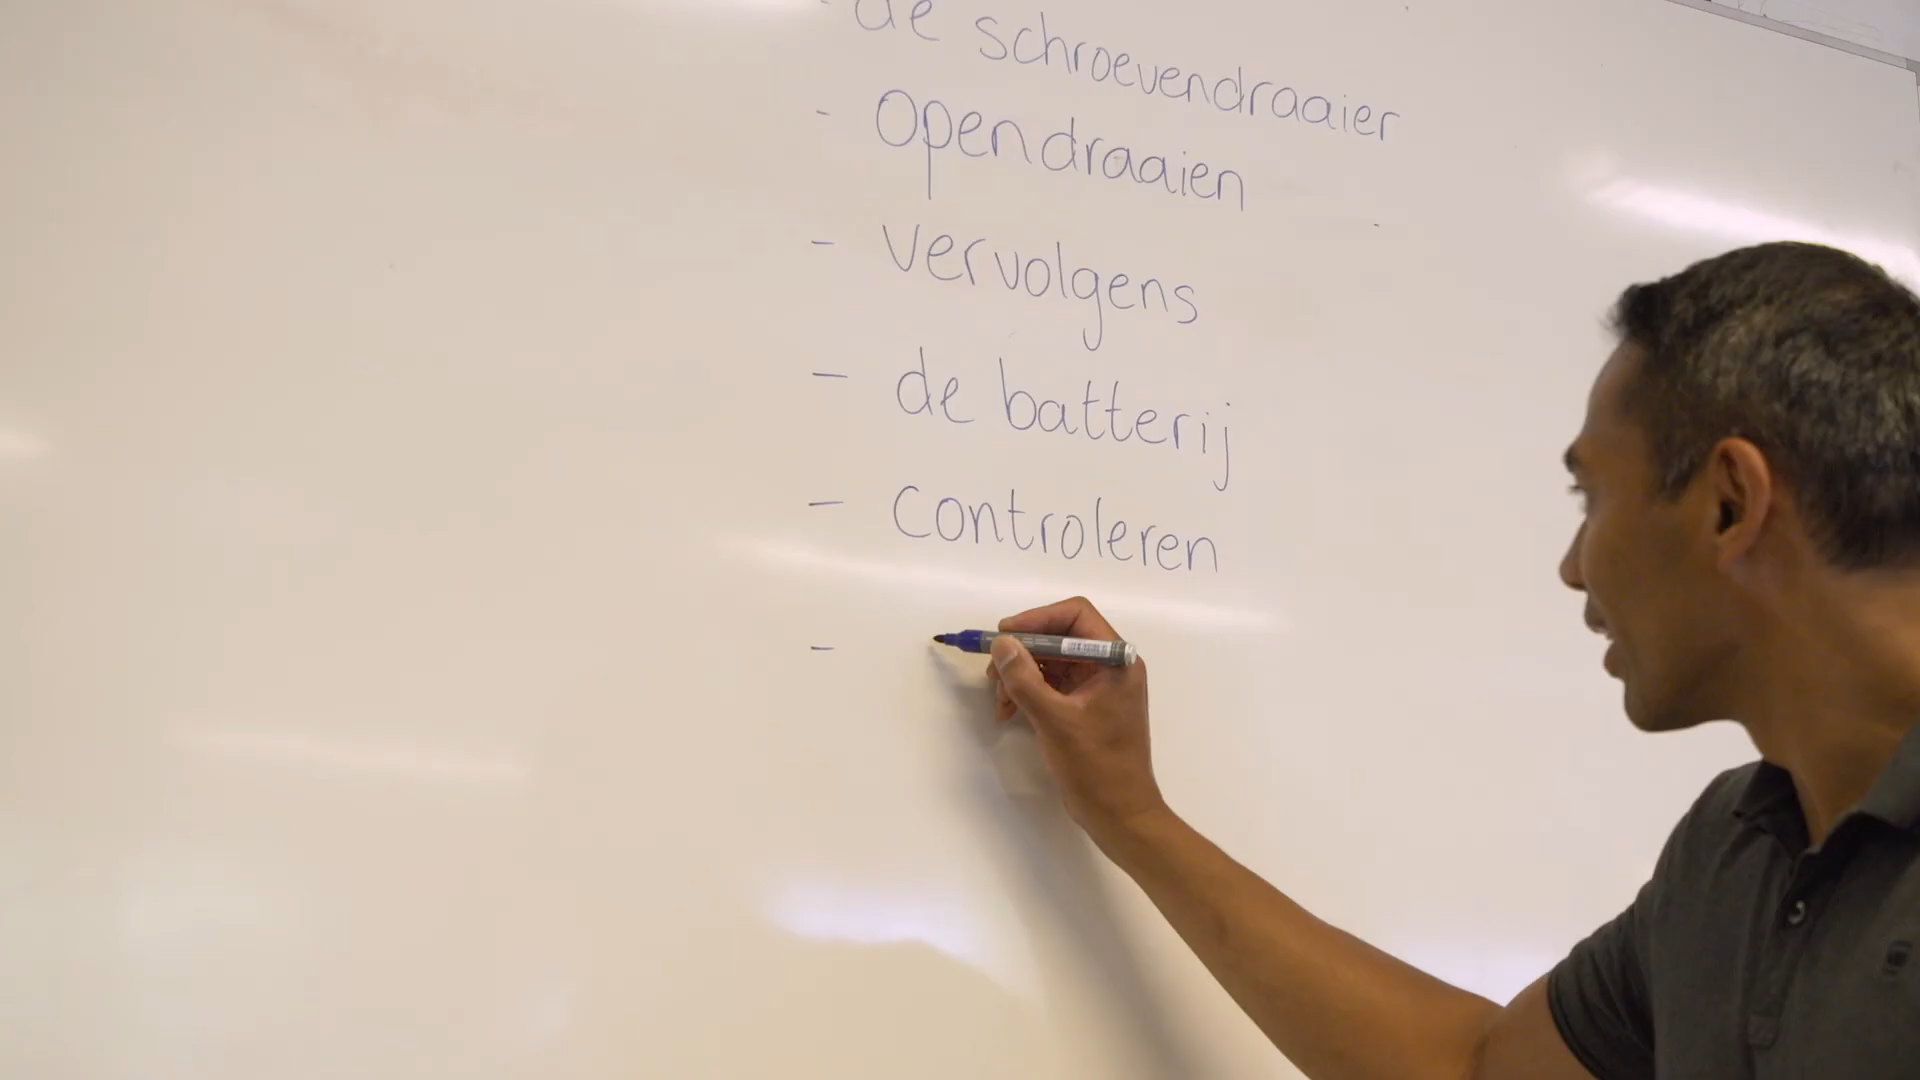 - de schroevendraaier
- Opendraaien
- vervolgens
- de batterij
- controleren
-